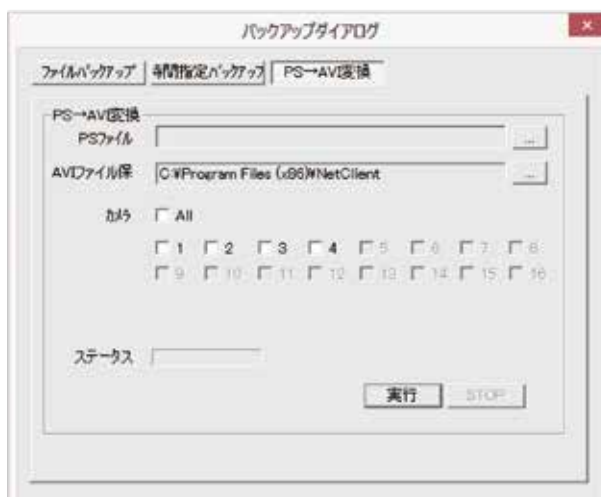 バックアップダイアログ
ファイルバックアップ 時間指定バックアップ PS→AVI変換
PS→AVI変換
PSファイル ...
AVIファイル保 C:¥Program Files (x86)¥NetClient ...
カメラ All
1 2 3 4 5 6 7 8
9 10 11 12 13 14 15 16
ステータス
実行 STOP